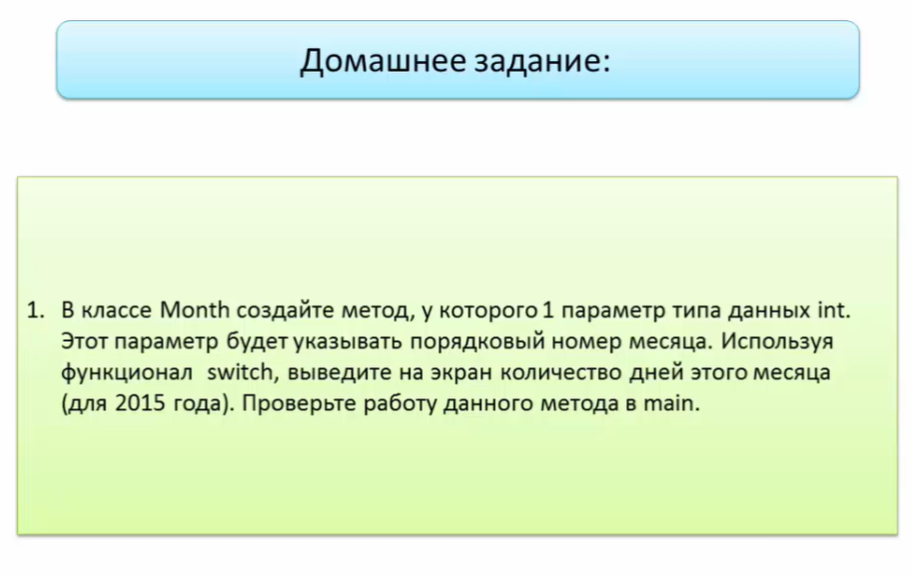 Домашнее задание:
1. В классе Month создайте метод, у которого 1 параметр типа данных int.
Этот параметр будет указывать порядковый номер месяца. Используя
функционал switch, выведите на экран количество дней этого месяца
(для 2015 года). Проверьте работу данного метода в main.